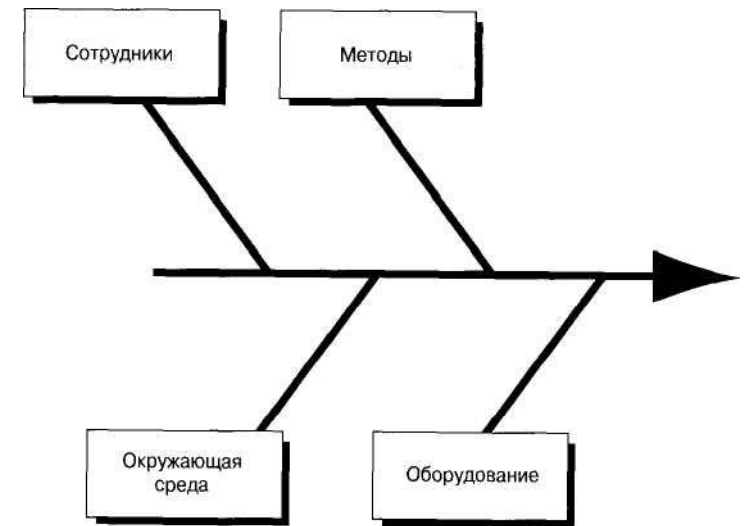 Сотрудники
Методы
Окружающая
среда
Оборудование